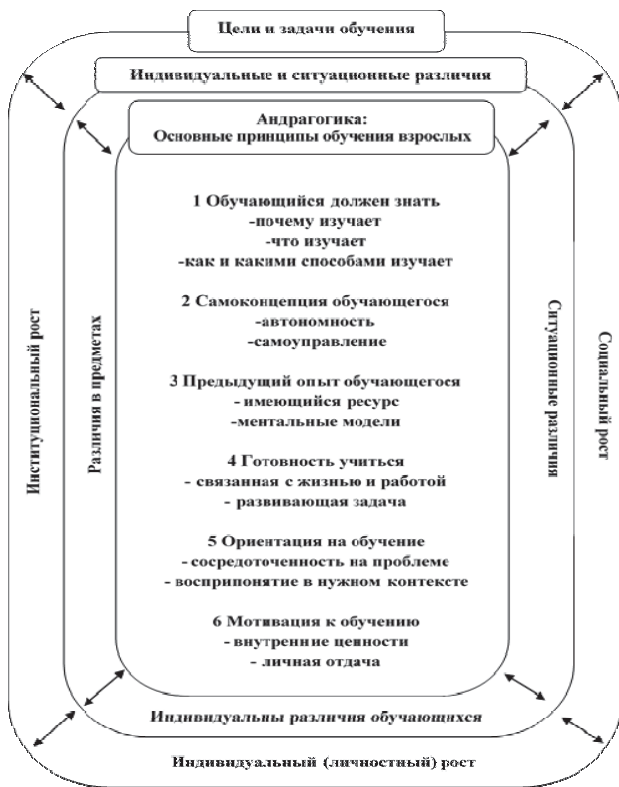 Цели и задачи обучения
Индивидуальные и ситуационные различия
Андрагогика:
Основные принципы обучения взрослых
1 Обучающийся должен знать
-почему изучает
-что изучает
-как и какими способами изучает
2 Самоконцепция обучающегося
-автономность
-самоуправление
3 Предыдущий опыт обучающегося
- имеющийся ресурс
-ментальные модели
4 Готовность учиться
- связанная с жизнью и работой
- развивающая задача
5 Ориентация на обучение
- сосредоточенность на проблеме
- восприпонятие в нужном контексте
6 Мотивация к обучению
- внутренние ценности
- личная отдача
Институциональный рост
Различия в предметах
Ситуационные различия
Социальный рост
Индивидуальны различия обучающихся
Индивидуальный (личностный) рост